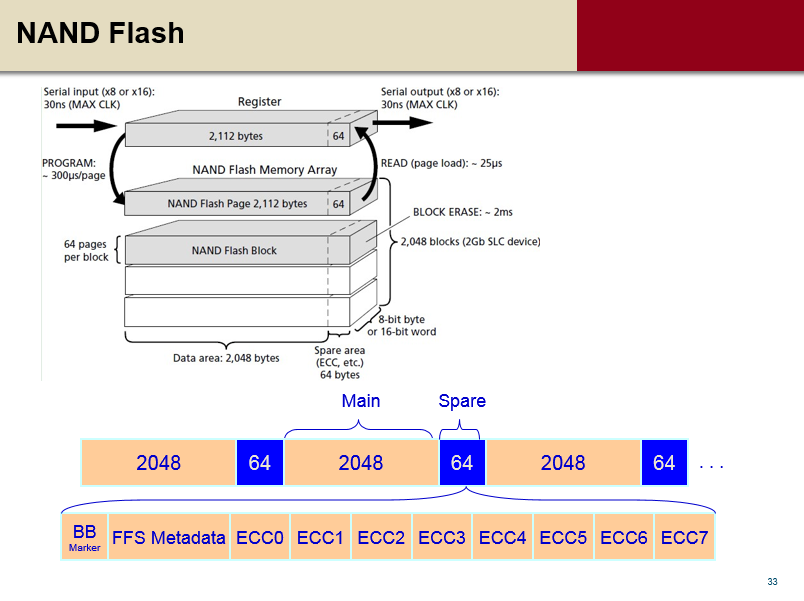 NAND Flash
Serial input (x8 or x16):
30ns (MAX CLK)
Register
Serial output (x8 or x16):
30ns (MAX CLK)
2,112 bytes
64
PROGRAM:
~ 300µs/page
NAND Flash Memory Array
READ (page load): ~ 25µs
NAND Flash Page 2,112 bytes
64
BLOCK ERASE: ~ 2ms
64 pages
per block
NAND Flash Block
2,048 blocks (2Gb SLC device)
8-bit byte
or 16-bit word
Data area: 2,048 bytes
Spare area
(ECC, etc.)
64 bytes
Main
Spare
2048
64
2048
64
2048
64
. . .
BB
Marker
FFS Metadata
ECC0
ECC1
ECC2
ECC3
ECC4
ECC5
ECC6
ECC7
33